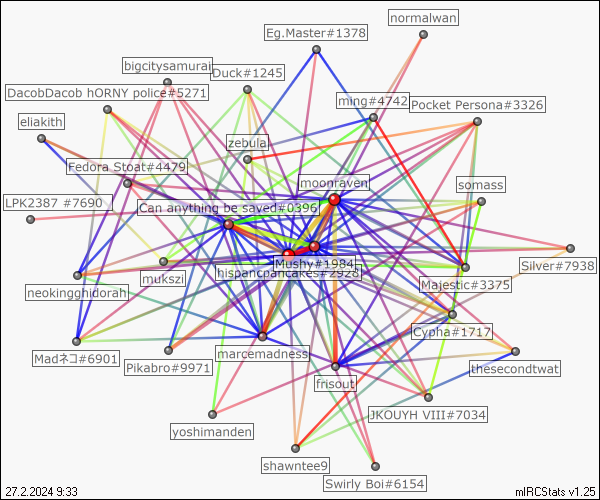 normalwan
Eg.Master#1378
bigcitysamurai
Duck#1245
DacobDacob hORNY police#5271
ming#4742
Pocket Persona#3326
eliakith
zebula
Fedora Stoat#4479
moonraven
somass
LPK2387 #7690
Can anything be saved#0396
Mushy#1984
Silver#7938
hispanicpancakes#2928
mukszi
Majestic#3375
neokingghidorah
Cypha#1717
Madネコ#6901
marcemadness
Pikabro#9971
thesecondtwat
frisout
JKOUYH VIII#7034
yoshimanden
shawntee9
Swirly Boi#6154
27.2.2024 9:33
mIRCStats v1.25